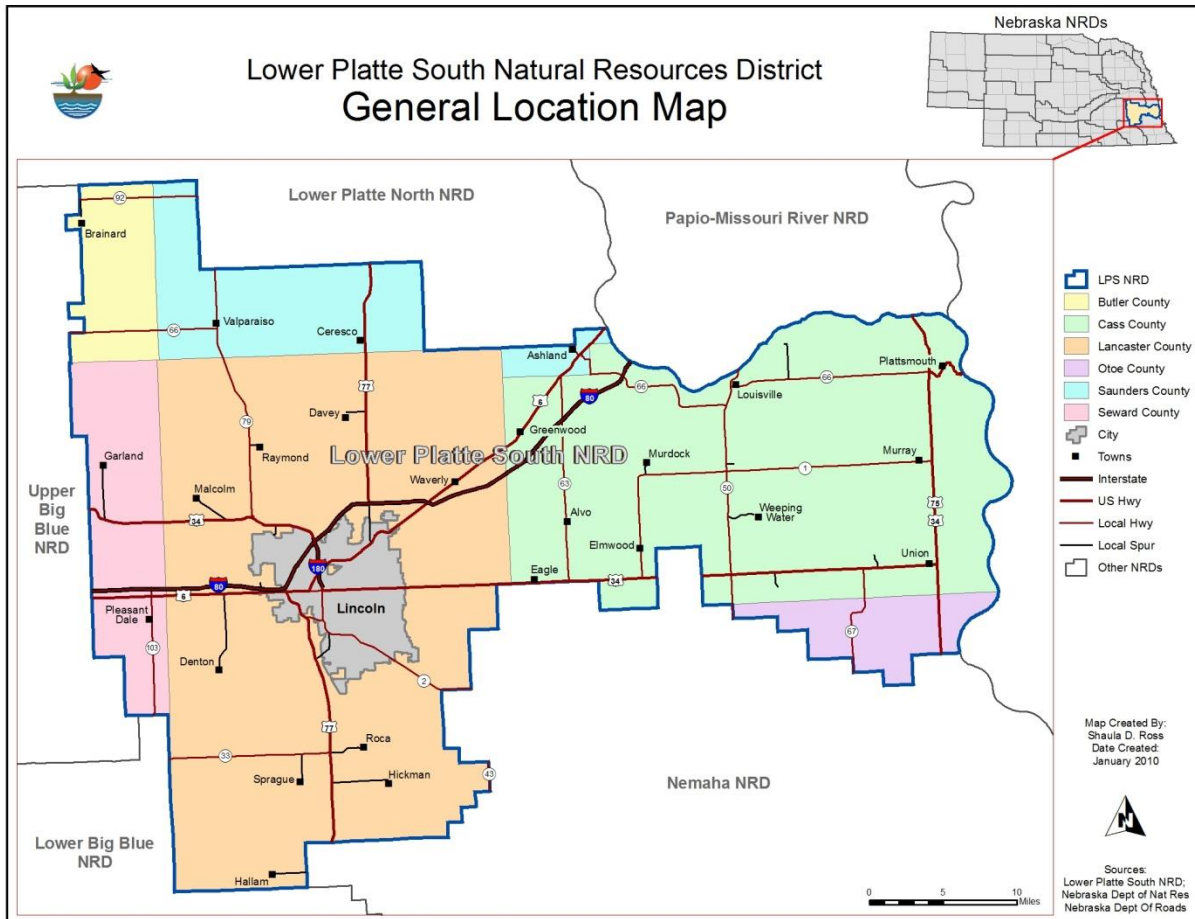 Lower Platte South Natural Resources District
General Location Map
Nebraska NRDs
Lower Platte North NRD
Papio-Missouri River NRD
92
Brainard
66
Valparaiso
Ceresco
77
Ashland
6
80
66
Louisville
66
Plattsmouth
Davey
79
Greenwood
Garland
Raymond
Lower Platte South NRD
Murdock
1
Murray
Upper
Big
Blue
NRD
Malcolm
Waverly
63
50
34
Alvo
Weeping
Water
75
34
Elmwood
180
80
Eagle
34
Union
6
Pleasant
Dale
Lincoln
103
Denton
2
67
77
33
Roca
Sprague
Hickman
43
Nemaha NRD
Lower Big Blue
NRD
Hallam
0
5
10
Miles
LPS NRD
Butler County
Cass County
Lancaster County
Otoe County
Saunders County
Seward County
City
Towns
Interstate
US Hwy
Local Hwy
Local Spur
Other NRDs
Map Created By:
Shaula D. Ross
Date Created:
January 2010
N
Sources:
Lower Platte South NRD;
Nebraska Dept of Nat Res
Nebraska Dept Of Roads